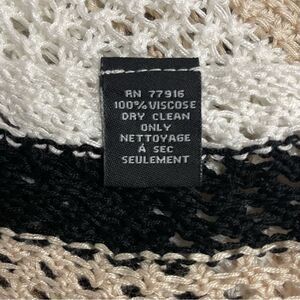 RN 77916
100% VISCOSE
DRY CLEAN
ONLY
NETTOYAGE
À SEC
SEULEMENT